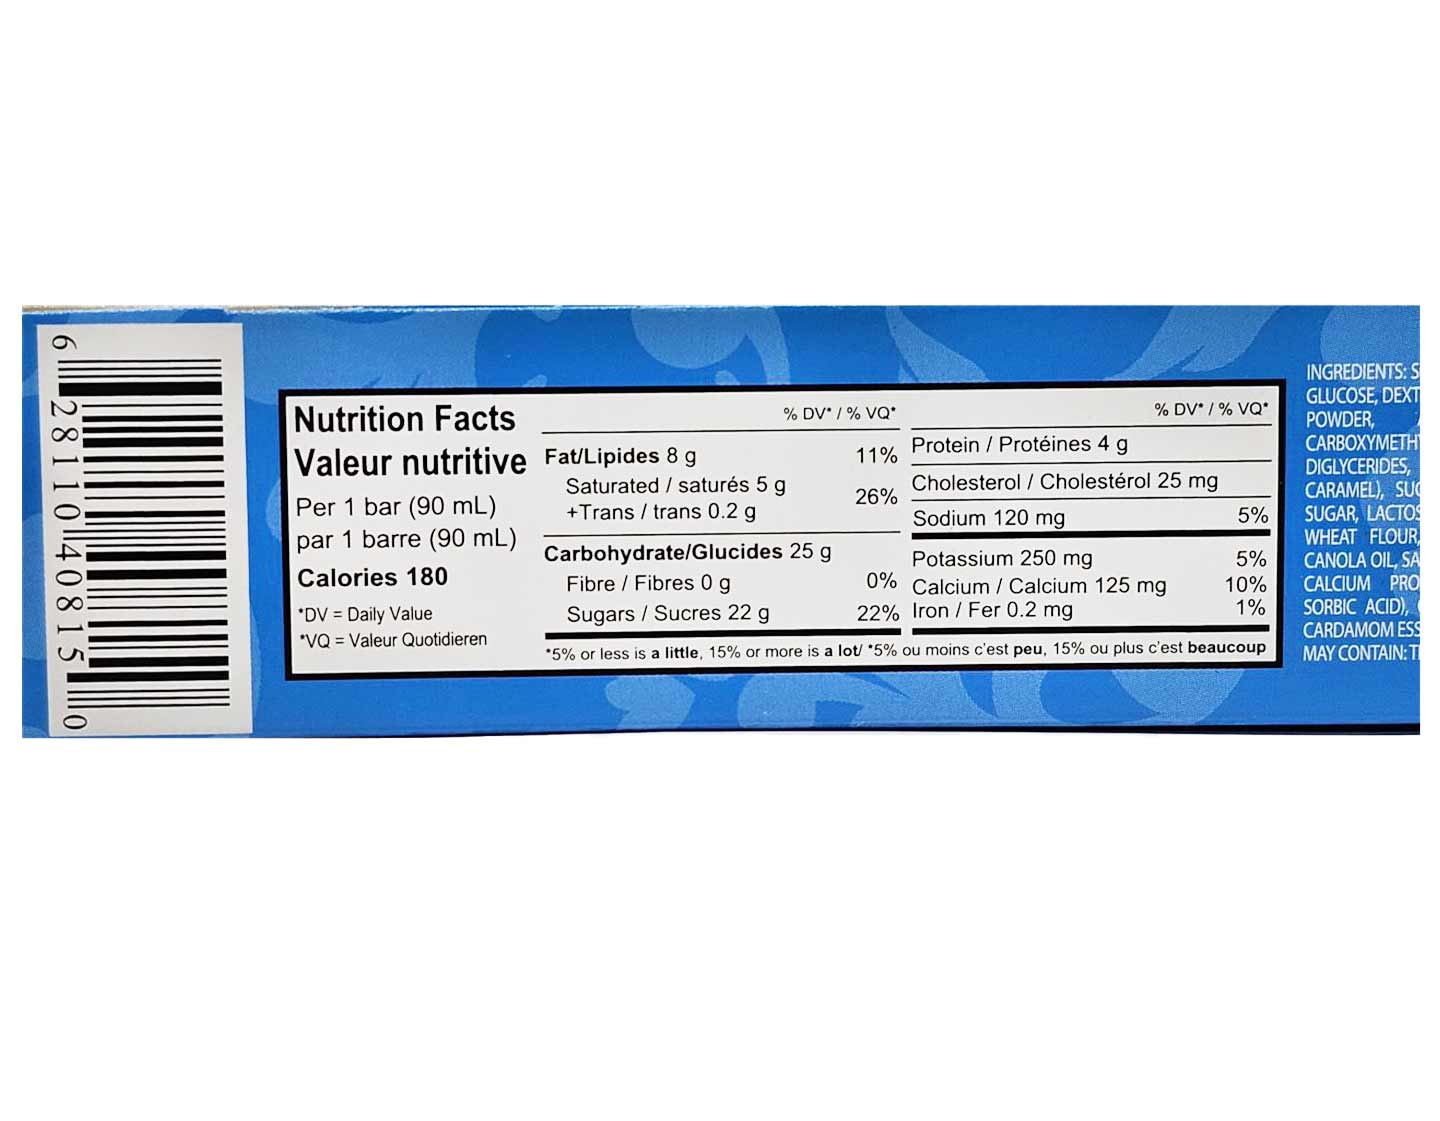 6 28110 40815 0
Nutrition Facts
Valeur nutritive
Per 1 bar (90 mL)
par 1 barre (90 mL)
Calories 180
*DV = Daily Value
*VQ = Valeur Quotidieren
% DV* / % VQ*
Fat/Lipides 8 g 11%
Saturated / saturés 5 g
+Trans / trans 0.2 g 26%
Carbohydrate/Glucides 25 g
Fibre / Fibres 0 g 0%
Sugars / Sucres 22 g 22%
% DV* / % VQ*
Protein / Protéines 4 g
Cholesterol / Cholestérol 25 mg
Sodium 120 mg 5%
Potassium 250 mg 5%
Calcium / Calcium 125 mg 10%
Iron / Fer 0.2 mg 1%
*5% or less is a little, 15% or more is a lot/ *5% ou moins c'est peu, 15% ou plus c'est beaucoup
INGREDIENTS:
GLUCOSE,
POWDER,
DIGLYCERIDES,
CARAMEL),
SUGAR,
WHEAT FLOUR,
CANOLA OIL,
CALCIUM
SORBIC ACID),
CARDAMOM
MAY CONTAIN: